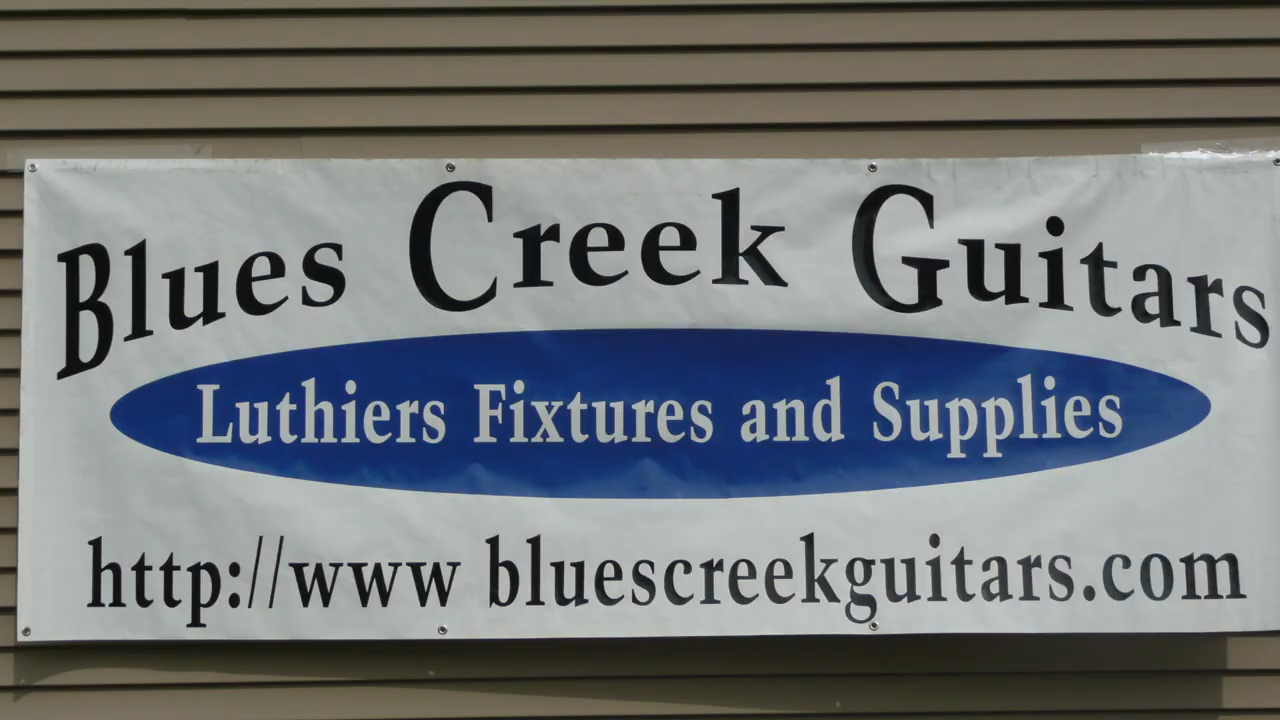 Blues Creek Guitars
Luthiers Fixtures and Supplies
http://www bluescreekguitars.com